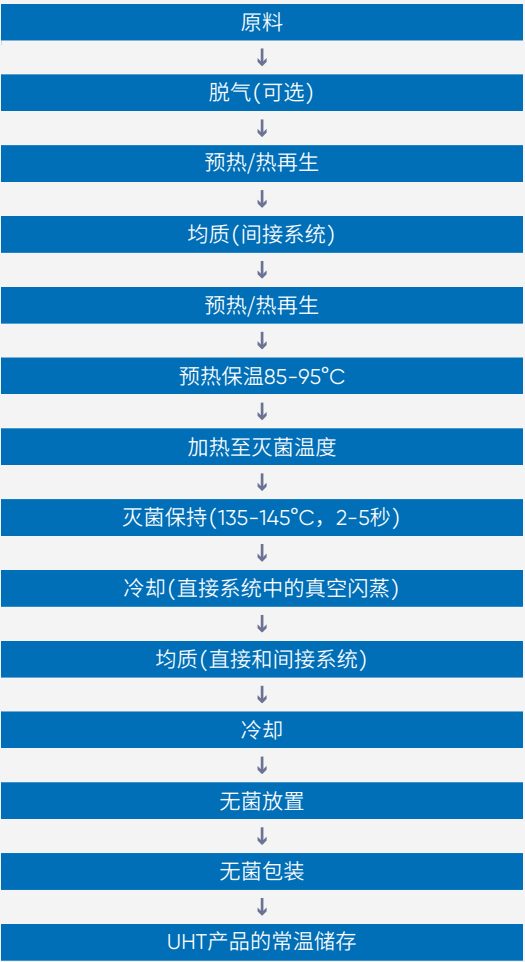 原料
↓
脱气(可选)
↓
预热/热再生
↓
均质(间接系统)
↓
预热/热再生
↓
预热保温85-95°C
↓
加热至灭菌温度
↓
灭菌保持(135-145°C，2-5秒)
↓
冷却(直接系统中的真空闪蒸)
↓
均质(直接和间接系统)
↓
冷却
↓
无菌放置
↓
无菌包装
↓
UHT产品的常温储存